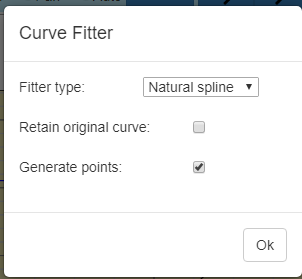 Curve Fitter
Fitter type: Natural spline
Retain original curve:
Generate points:
Ok